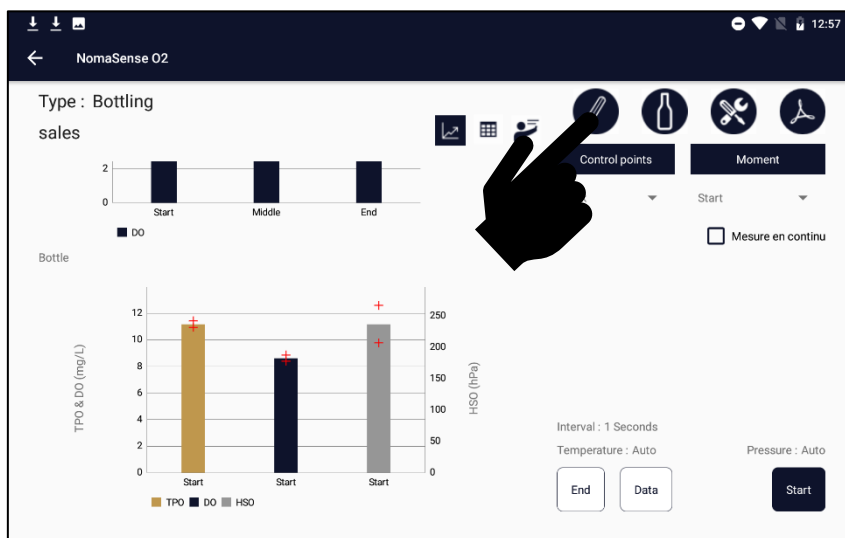 12:57
NomaSense O2
Type : Bottling
sales
Control points
Moment
Start
Mesure en continu
2
0
Start Middle End
DO
Bottle
TPO & DO (mg/L)
12
10
8
6
4
2
0
250
200
150
100
50
0
HSO (hPa)
Start Start Start
TPO DO HSO
Interval : 1 Seconds
Temperature : Auto
Pressure : Auto
End
Data
Start